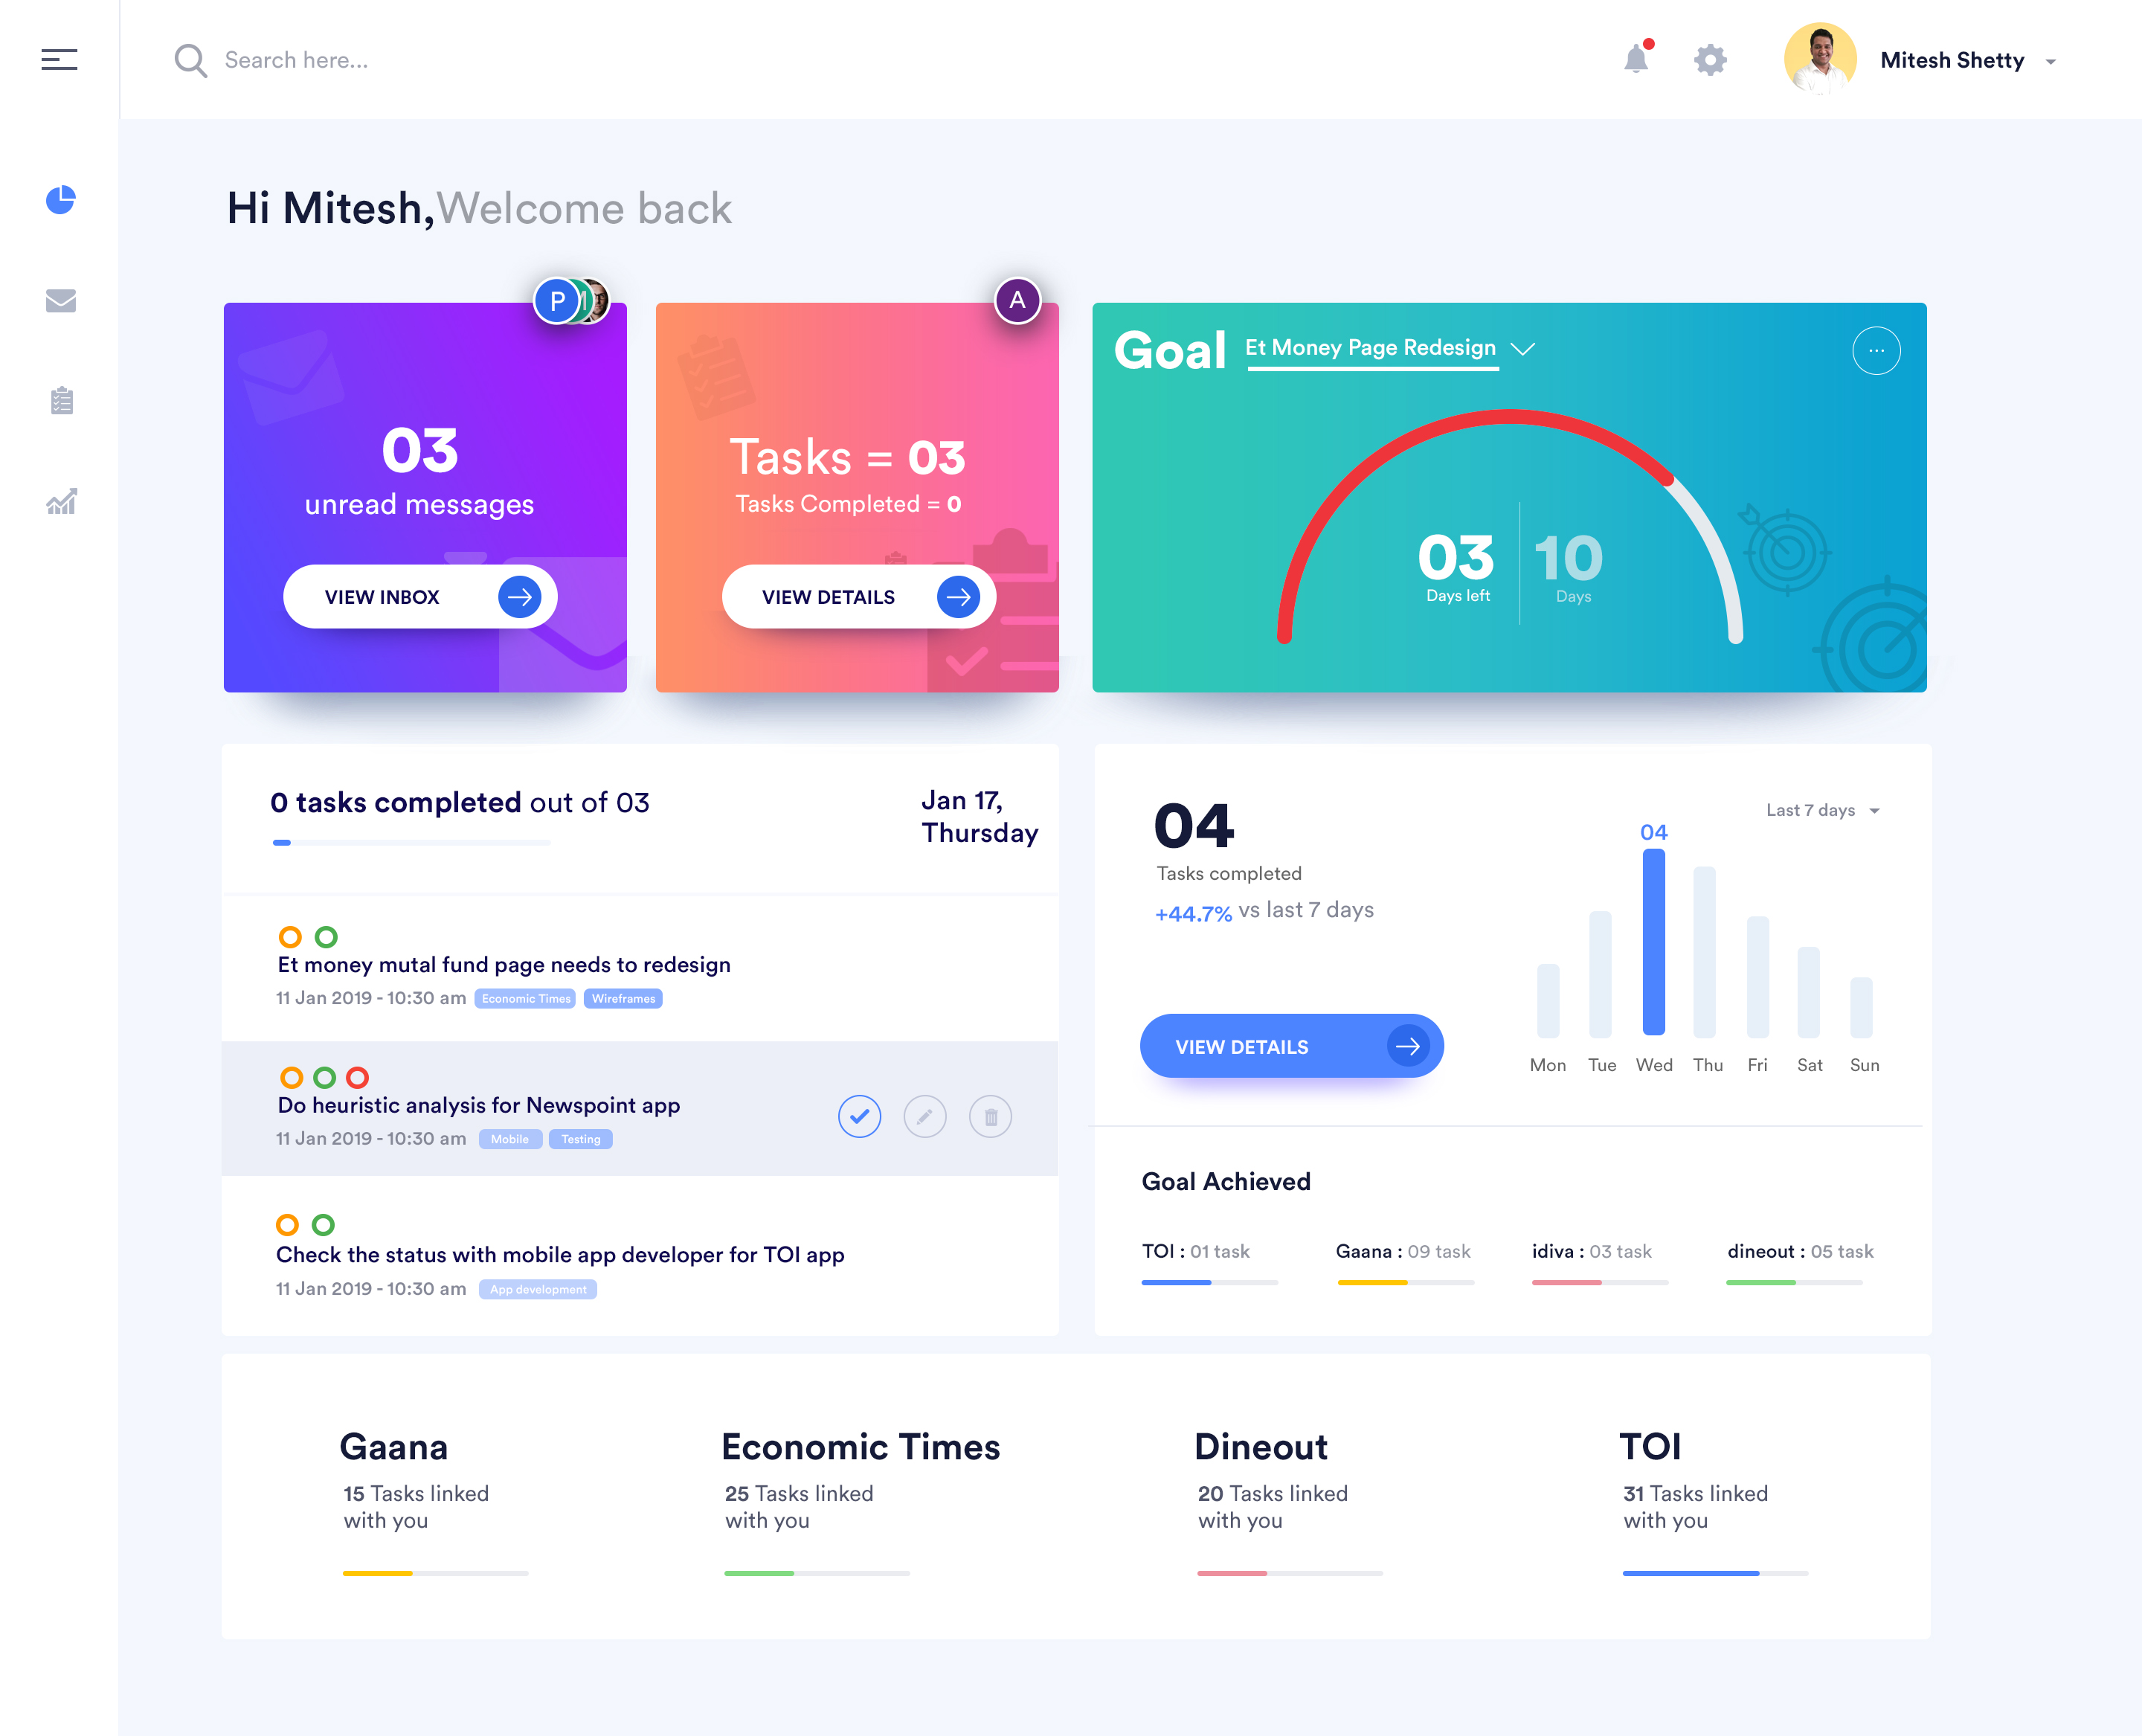 Search here...
Mitesh Shetty
Hi Mitesh, Welcome back
P
A
03
unread messages
VIEW INBOX
Tasks = 03
Tasks Completed = 0
VIEW DETAILS
Goal Et Money Page Redesign
03
Days left
10
Days
0 tasks completed out of 03
Jan 17,
Thursday
Et money mutal fund page needs to redesign
11 Jan 2019 - 10:30 am Economic Times Wireframes
Do heuristic analysis for Newspoint app
11 Jan 2019 - 10:30 am Mobile Testing
Check the status with mobile app developer for TOI app
11 Jan 2019 - 10:30 am App development
04
Tasks completed
+44.7% vs last 7 days
VIEW DETAILS
Last 7 days
04
Mon Tue Wed Thu Fri Sat Sun
Goal Achieved
TOI : 01 task
Gaana : 09 task
idiva : 03 task
dineout : 05 task
Gaana
15 Tasks linked
with you
Economic Times
25 Tasks linked
with you
Dineout
20 Tasks linked
with you
TOI
31 Tasks linked
with you